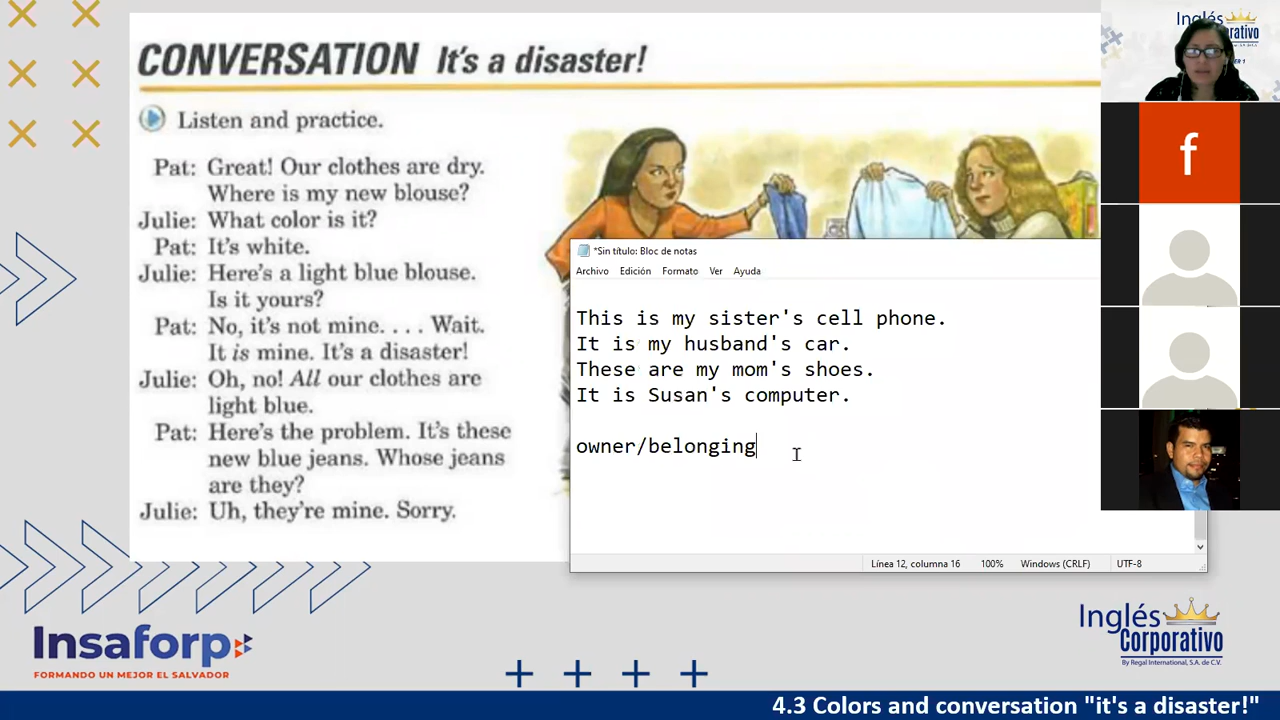 CONVERSATION It's a disaster!
Listen and practice.
Pat: Great! Our clothes are dry.
Where is my new blouse?
Julie: What color is it?
Pat: It's white.
Julie: Here's a light blue blouse.
Is it yours?
Pat: No, it's not mine. . . . Wait.
It is mine. It's a disaster!
Julie: Oh, no! All our clothes are
light blue.
Pat: Here's the problem. It's these
new blue jeans. Whose jeans
are they?
Julie: Uh, they're mine. Sorry.
*Sin título: Bloc de notas
Archivo Edición Formato Ver Ayuda
This is my sister's cell phone.
It is my husband's car.
These are my mom's shoes.
It is Susan's computer.
owner/belonging
Línea 12, columna 16 100% Windows (CRLF) UTF-8
Inglés
f
Insaforp
FORMANDO UN MEJOR EL SALVADOR
Inglés
Corporativo
By Regal International, S.A. de C.V.
4.3 Colors and conversation "it's a disaster!"